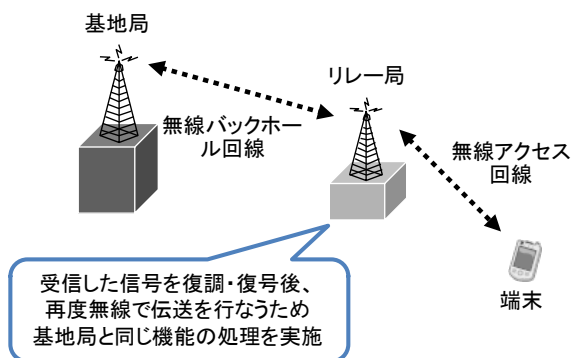 基地局
リレー局
無線バックホー
ル回線
無線アクセス
回線
端末
受信した信号を復調・復号後、
再度無線で伝送を行なうため
基地局と同じ機能の処理を実施